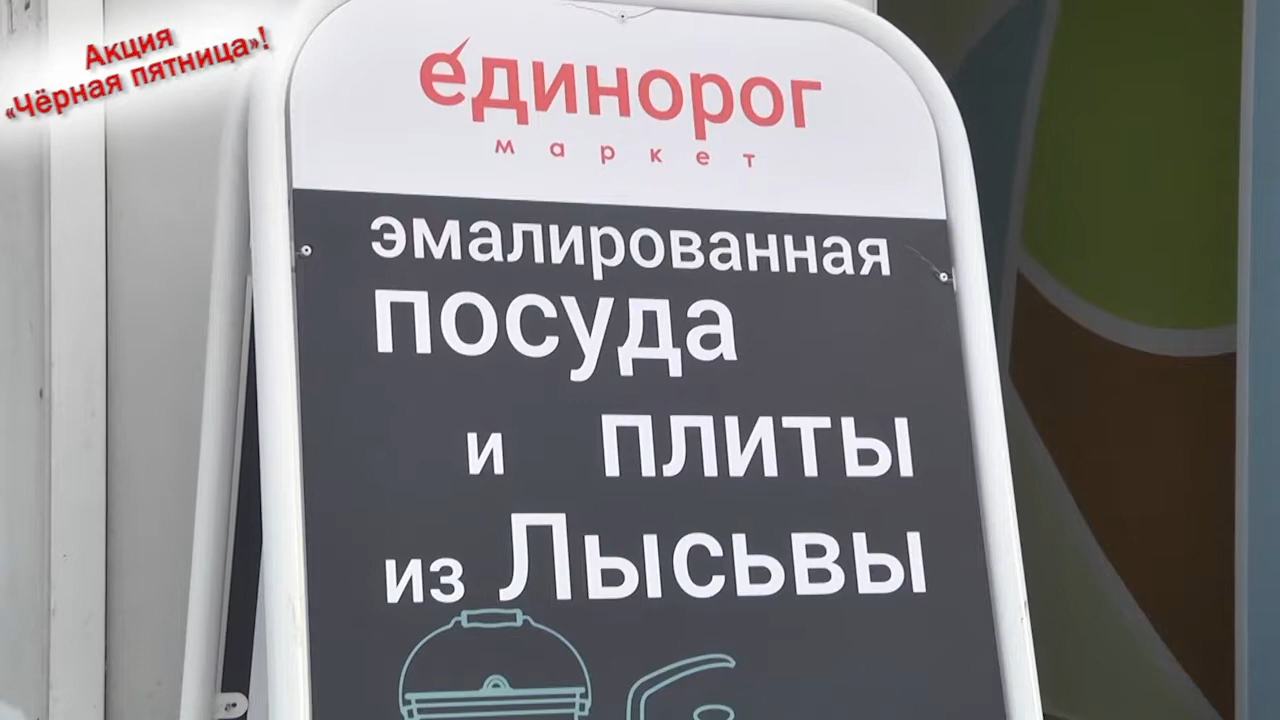 Акция
«Чёрная пятница»!
единорог
маркет
эмалированная
посуда
и плиты
из Лысьвы